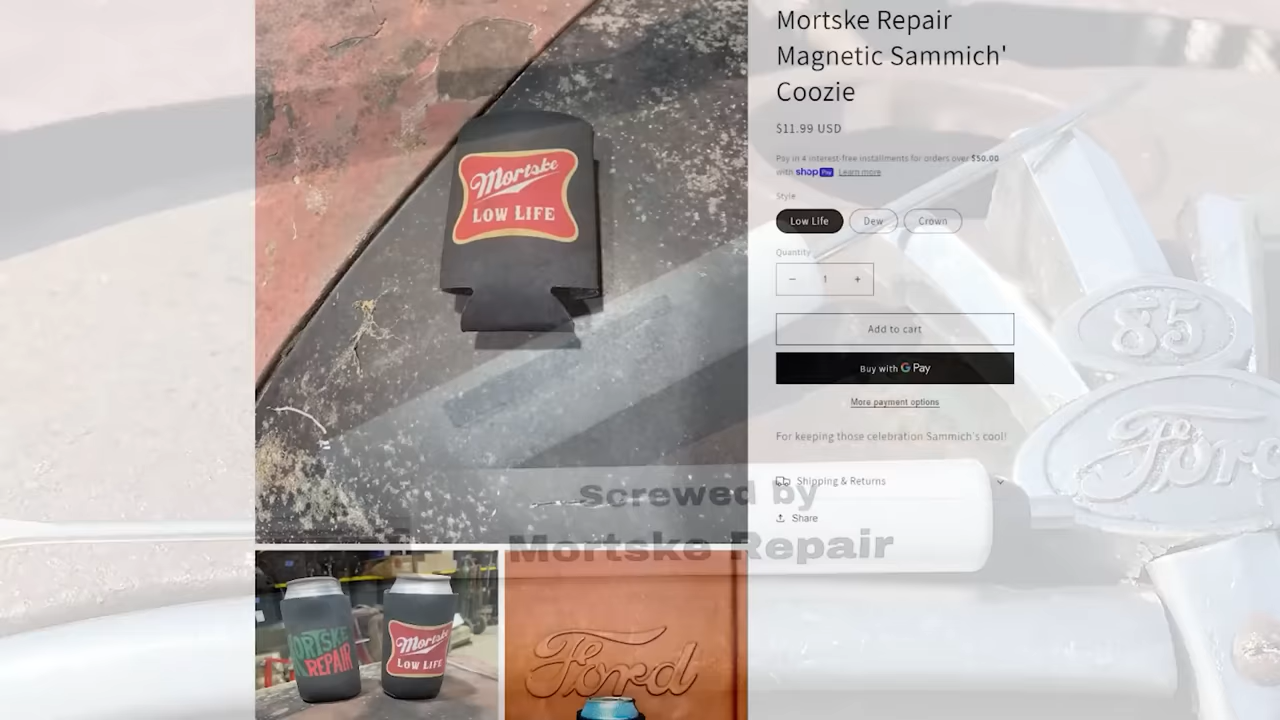 Mortske Repair
Magnetic Sammich'
Coozie
$11.99 USD
Pay in 4 interest-free installments for orders over $50.00
with shop Pay Learn more
Style
Low Life
Dew
Crown
Quantity
− 1 +
Add to cart
Buy with G Pay
More payment options
For keeping those celebration Sammich's cool!
Shipping & Returns
Share
Mortske
LOW LIFE
Screwed by
Mortske Repair
85
Ford
ORTSKE
REPAIR
Mortske
LOW LIFE
Ford